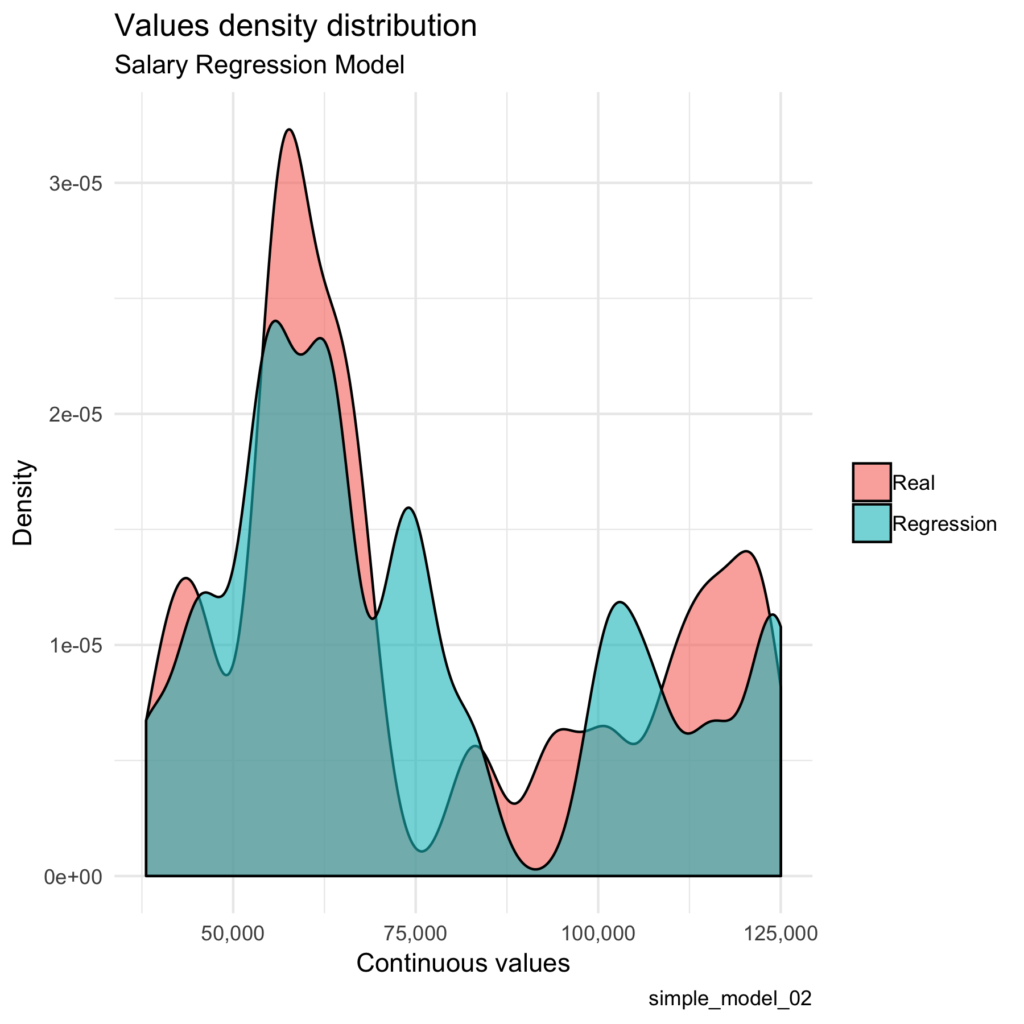 Values density distribution
Salary Regression Model
3e-05
2e-05
1e-05
0e+00
Density
50,000
75,000
100,000
125,000
Continuous values
Real
Regression
simple_model_02